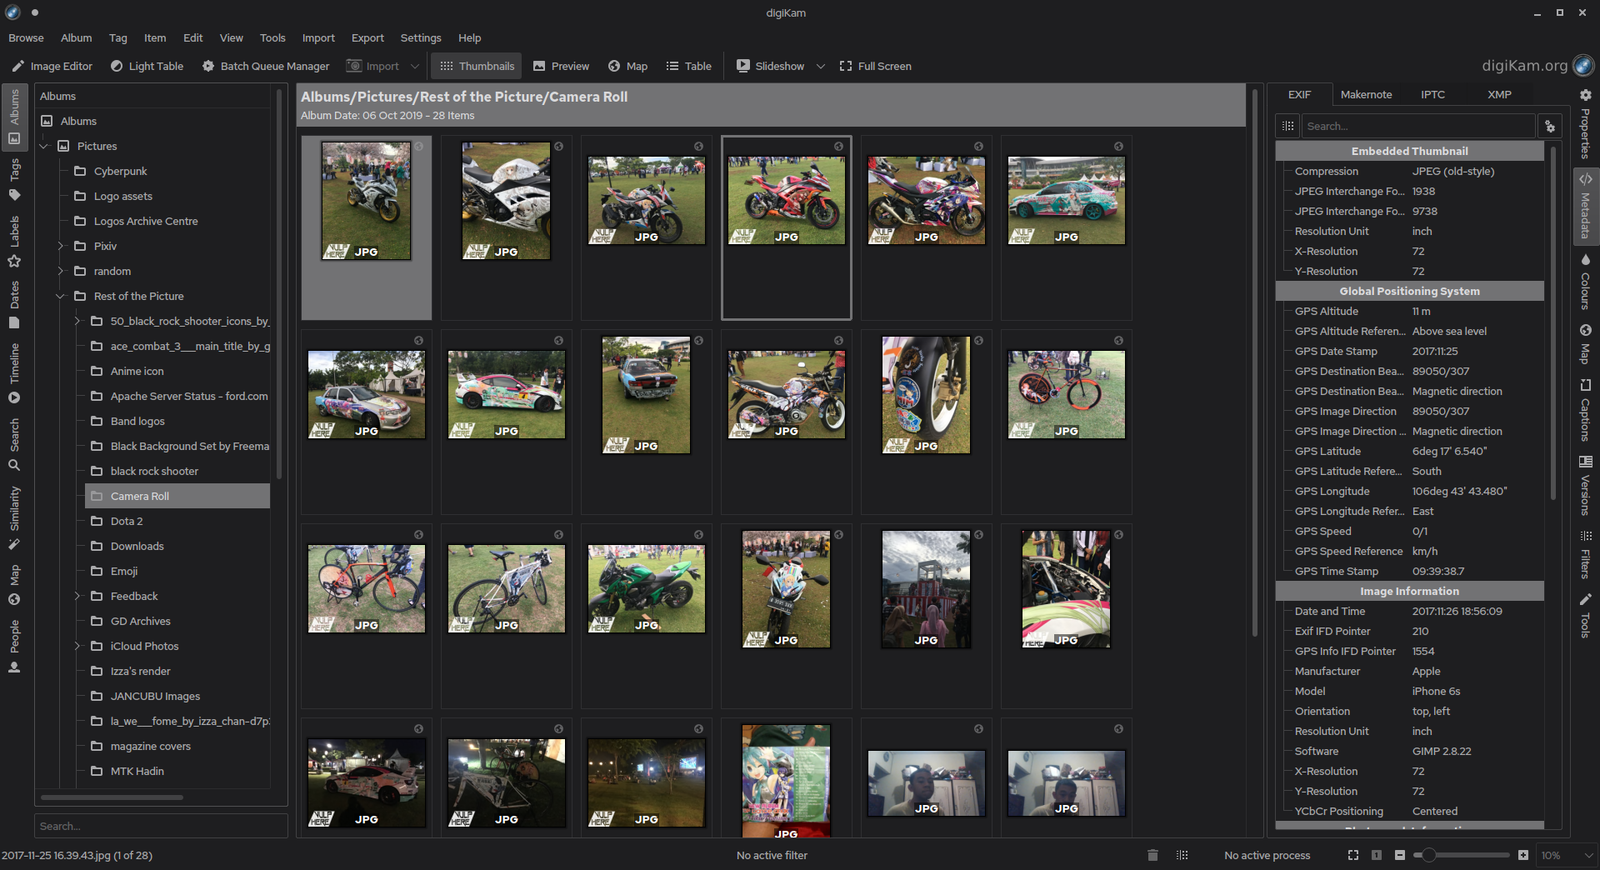 digiKam
Browse Album Tag Item Edit View Tools Import Export Settings Help
Image Editor Light Table Batch Queue Manager Import Thumbnails Preview Map Table Slideshow Full Screen digiKam.org
Albums
Tags
Labels
Dates
Timeline
Search
Similarity
Map
People
Albums
Albums
Pictures
Cyberpunk
Logo assets
Logos Archive Centre
Pixiv
random
Rest of the Picture
50_black_rock_shooter_icons_by_
ace_combat_3___main_title_by_g
Anime icon
Apache Server Status - ford.com
Band logos
Black Background Set by Freema
black rock shooter
Camera Roll
Dota 2
Downloads
Emoji
Feedback
GD Archives
iCloud Photos
Izza's render
JANCUBU Images
la_we___fome_by_izza_chan-d7p
magazine covers
MTK Hadin
Search...
Albums/Pictures/Rest of the Picture/Camera Roll
Album Date: 06 Oct 2019 - 28 Items
JPG JPG JPG JPG JPG JPG
JPG JPG JPG JPG JPG JPG
JPG JPG JPG JPG JPG JPG
JPG JPG JPG JPG JPG JPG
EXIF Makernote IPTC XMP
Search...
Embedded Thumbnail
Compression JPEG (old-style)
JPEG Interchange Fo... 1938
JPEG Interchange Fo... 9738
Resolution Unit inch
X-Resolution 72
Y-Resolution 72
Global Positioning System
GPS Altitude 11 m
GPS Altitude Referen... Above sea level
GPS Date Stamp 2017:11:25
GPS Destination Bea... 89050/307
GPS Destination Bea... Magnetic direction
GPS Image Direction 89050/307
GPS Image Direction ... Magnetic direction
GPS Latitude 6deg 17' 6.540"
GPS Latitude Refere... South
GPS Longitude 106deg 43' 43.480"
GPS Longitude Refer... East
GPS Speed 0/1
GPS Speed Reference km/h
GPS Time Stamp 09:39:38.7
Image Information
Date and Time 2017:11:26 18:56:09
Exif IFD Pointer 210
GPS Info IFD Pointer 1554
Manufacturer Apple
Model iPhone 6s
Orientation top, left
Resolution Unit inch
Software GIMP 2.8.22
X-Resolution 72
Y-Resolution 72
YCbCr Positioning Centered
Properties
Metadata
Colours
Map
Captions
Versions
Filters
Tools
2017-11-25 16.39.43.jpg (1 of 28) No active filter No active process 10%